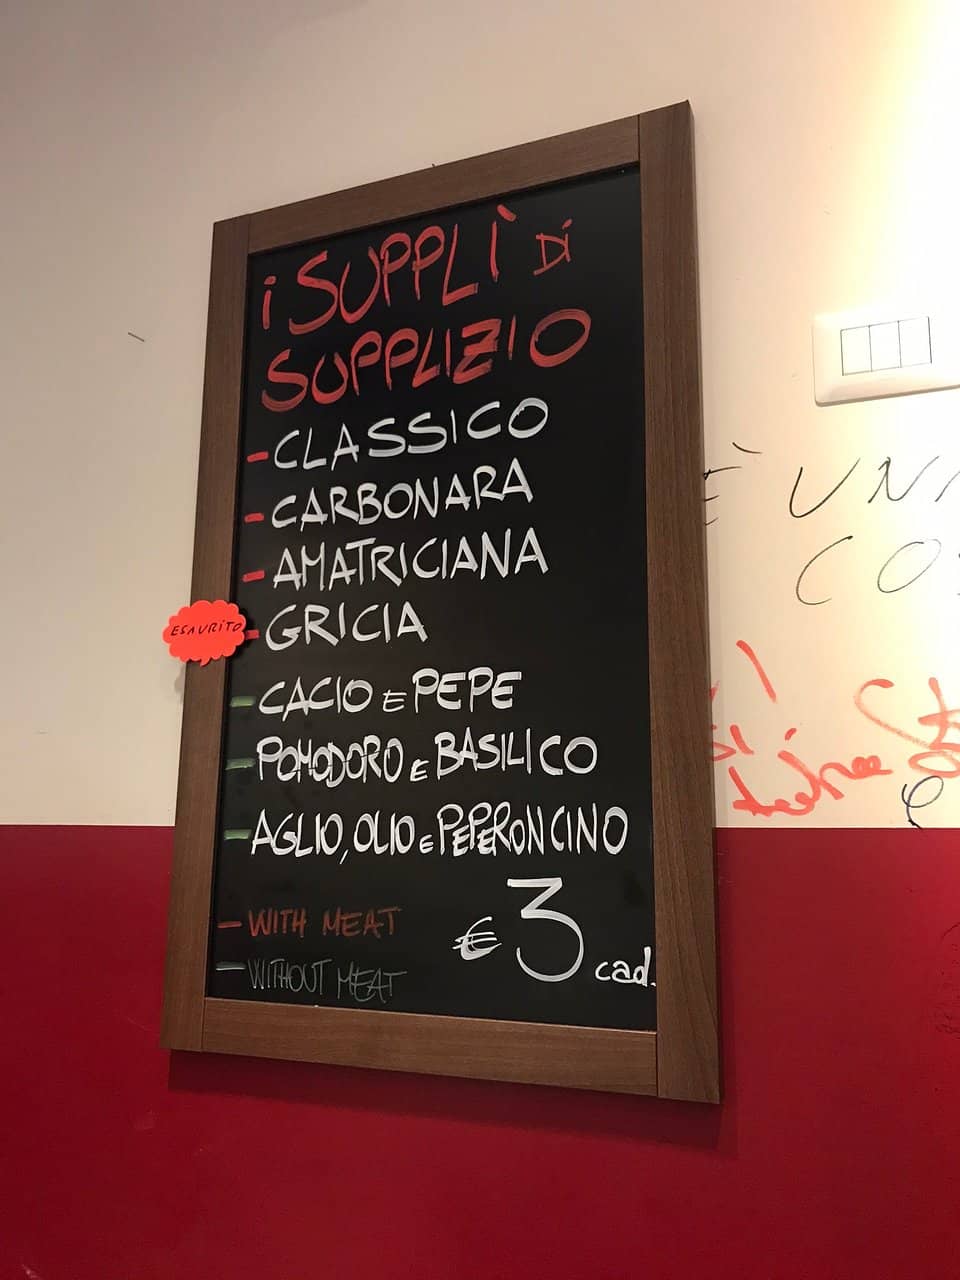 i SUPPLÌ Di
SUPPLIZIO
- CLASSICO
- CARBONARA
- AMATRICIANA
ESAURITO
- GRICIA
- CACIO E PEPE
- POMODORO E BASILICO
- AGLIO, OLIO E PEPERONCINO
- WITH MEAT
- WITHOUT MEAT
€ 3 cad.
È UNA